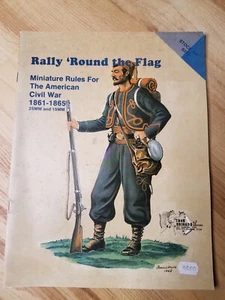 Rally 'Round the Flag
Miniature Rules For
The American
Civil War
1861-1865
25MM and 15MM